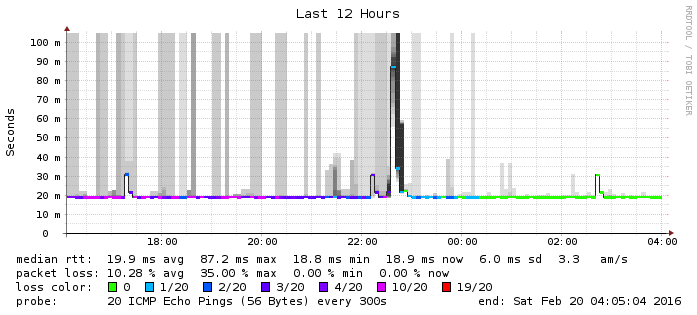 Last 12 Hours
RRDTOOL / TOBI OETIKER
Seconds
100 m
90 m
80 m
70 m
60 m
50 m
40 m
30 m
20 m
10 m
0
18:00 20:00 22:00 00:00 02:00 04:00
median rtt: 19.9 ms avg 87.2 ms max 18.8 ms min 18.9 ms now 6.0 ms sd 3.3 am/s
packet loss: 10.28 % avg 35.00 % max 0.00 % min 0.00 % now
loss color: 0 1/20 2/20 3/20 4/20 10/20 19/20
probe: 20 ICMP Echo Pings (56 Bytes) every 300s end: Sat Feb 20 04:05:04 2016